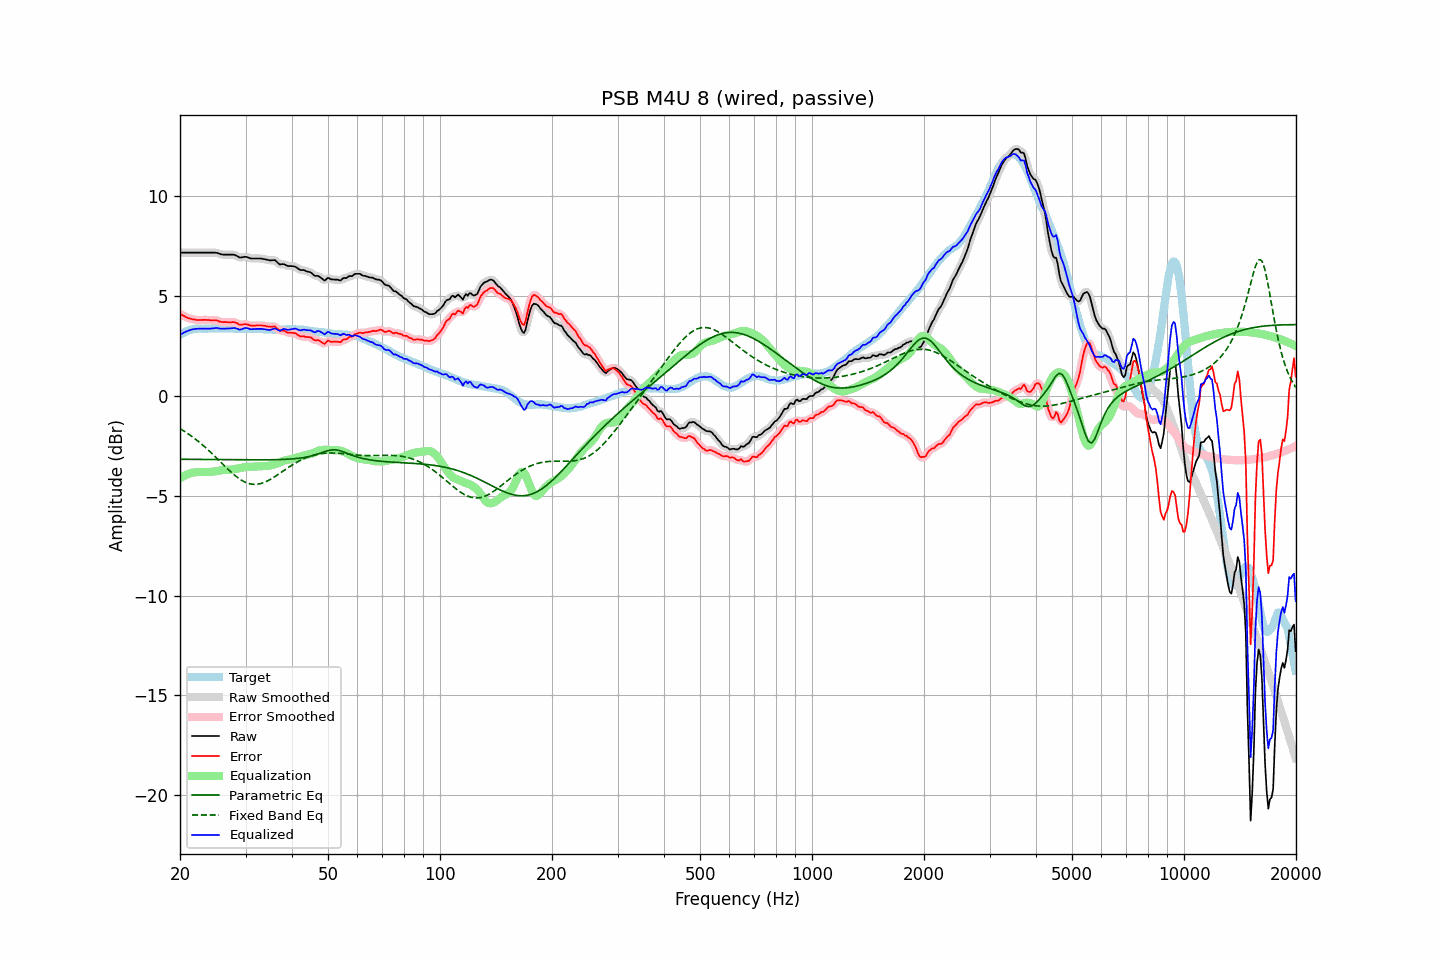 PSB M4U 8 (wired, passive)
Amplitude (dBr)
10
5
0
−5
−10
−15
−20
Target
Raw Smoothed
Error Smoothed
Raw
Error
Equalization
Parametric Eq
Fixed Band Eq
Equalized
20
50
100
200
500
1000
2000
5000
10000
20000
Frequency (Hz)